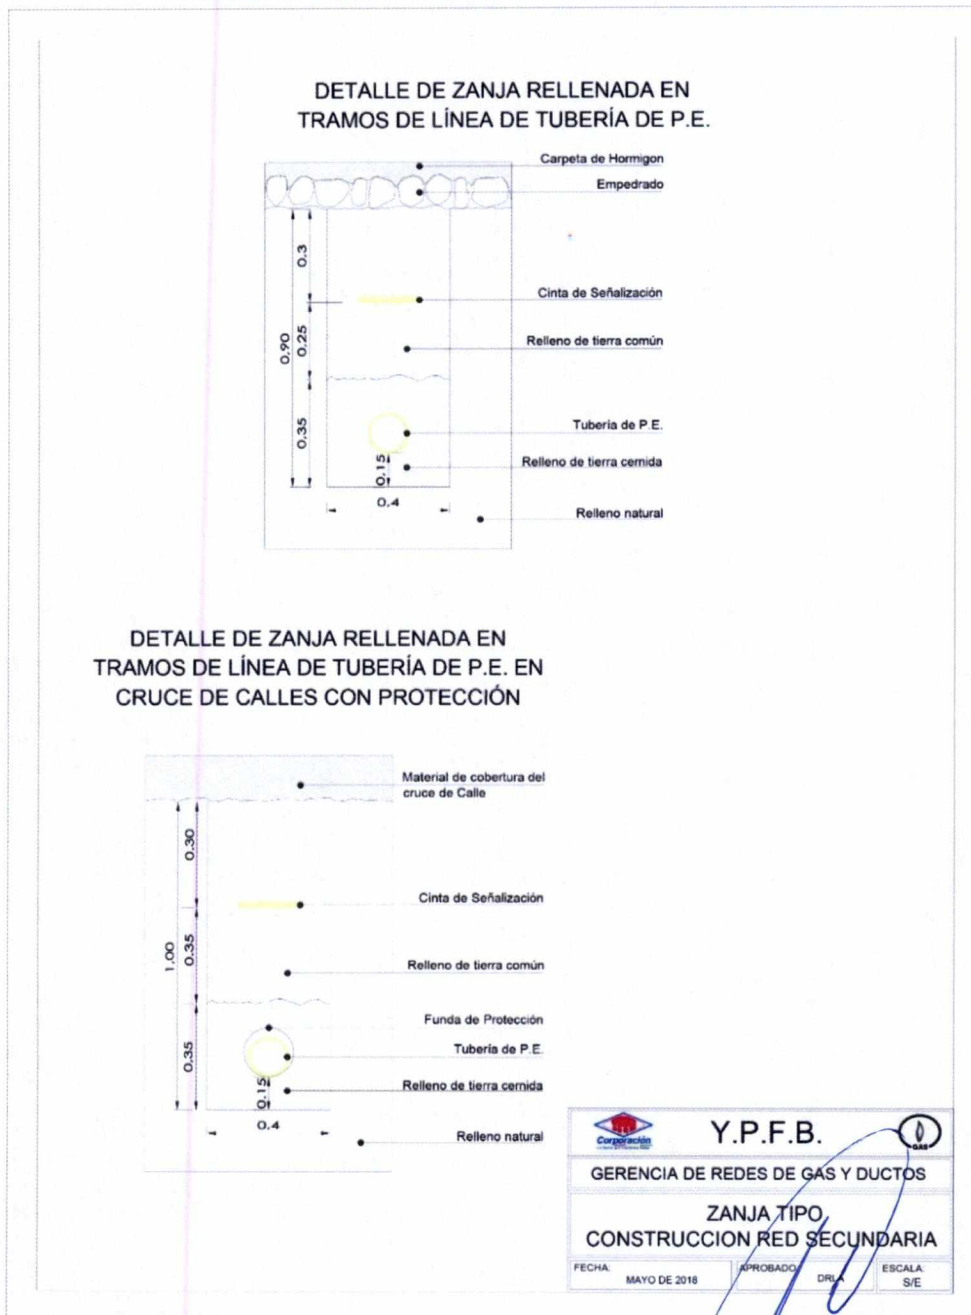 DETALLE DE ZANJA RELLENADA EN
TRAMOS DE LÍNEA DE TUBERÍA DE P.E.
Carpeta de Hormigon
Empedrado
0.3
Cinta de Señalización
0.25
0.90
Relleno de tierra común
0.35
Tubería de P.E.
0.15
Relleno de tierra cernida
0.4
Relleno natural
DETALLE DE ZANJA RELLENADA EN
TRAMOS DE LÍNEA DE TUBERÍA DE P.E. EN
CRUCE DE CALLES CON PROTECCIÓN
Material de cobertura del
cruce de Calle
0.30
Cinta de Señalización
0.35
1.00
Relleno de tierra común
Funda de Protección
0.35
Tubería de P.E.
0.15
Relleno de tierra cernida
0.4
Relleno natural
Corporación
Y.P.F.B.
GAS
GERENCIA DE REDES DE GAS Y DUCTOS
ZANJA TIPO
CONSTRUCCION RED SECUNDARIA
FECHA:
MAYO DE 2018
APROBADO:
DRLA
ESCALA:
S/E